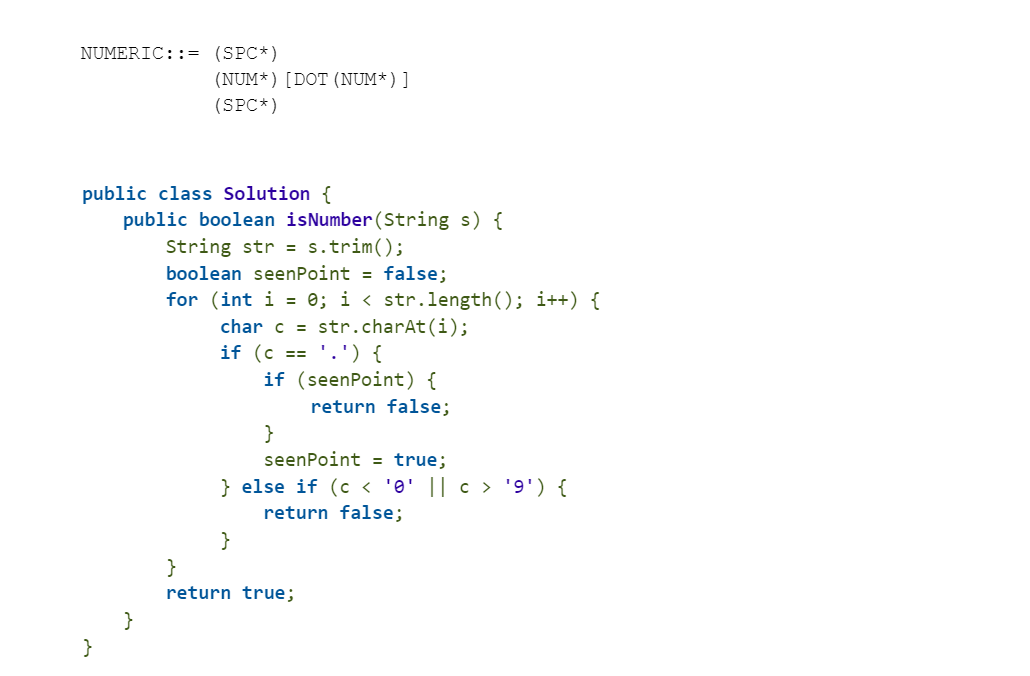 NUMERIC::= (SPC*)
(NUM*)[DOT(NUM*)]
(SPC*)
public class Solution {
public boolean isNumber(String s) {
String str = s.trim();
boolean seenPoint = false;
for (int i = 0; i < str.length(); i++) {
char c = str.charAt(i);
if (c == '.') {
if (seenPoint) {
return false;
}
seenPoint = true;
} else if (c < '0' || c > '9') {
return false;
}
}
return true;
}
}